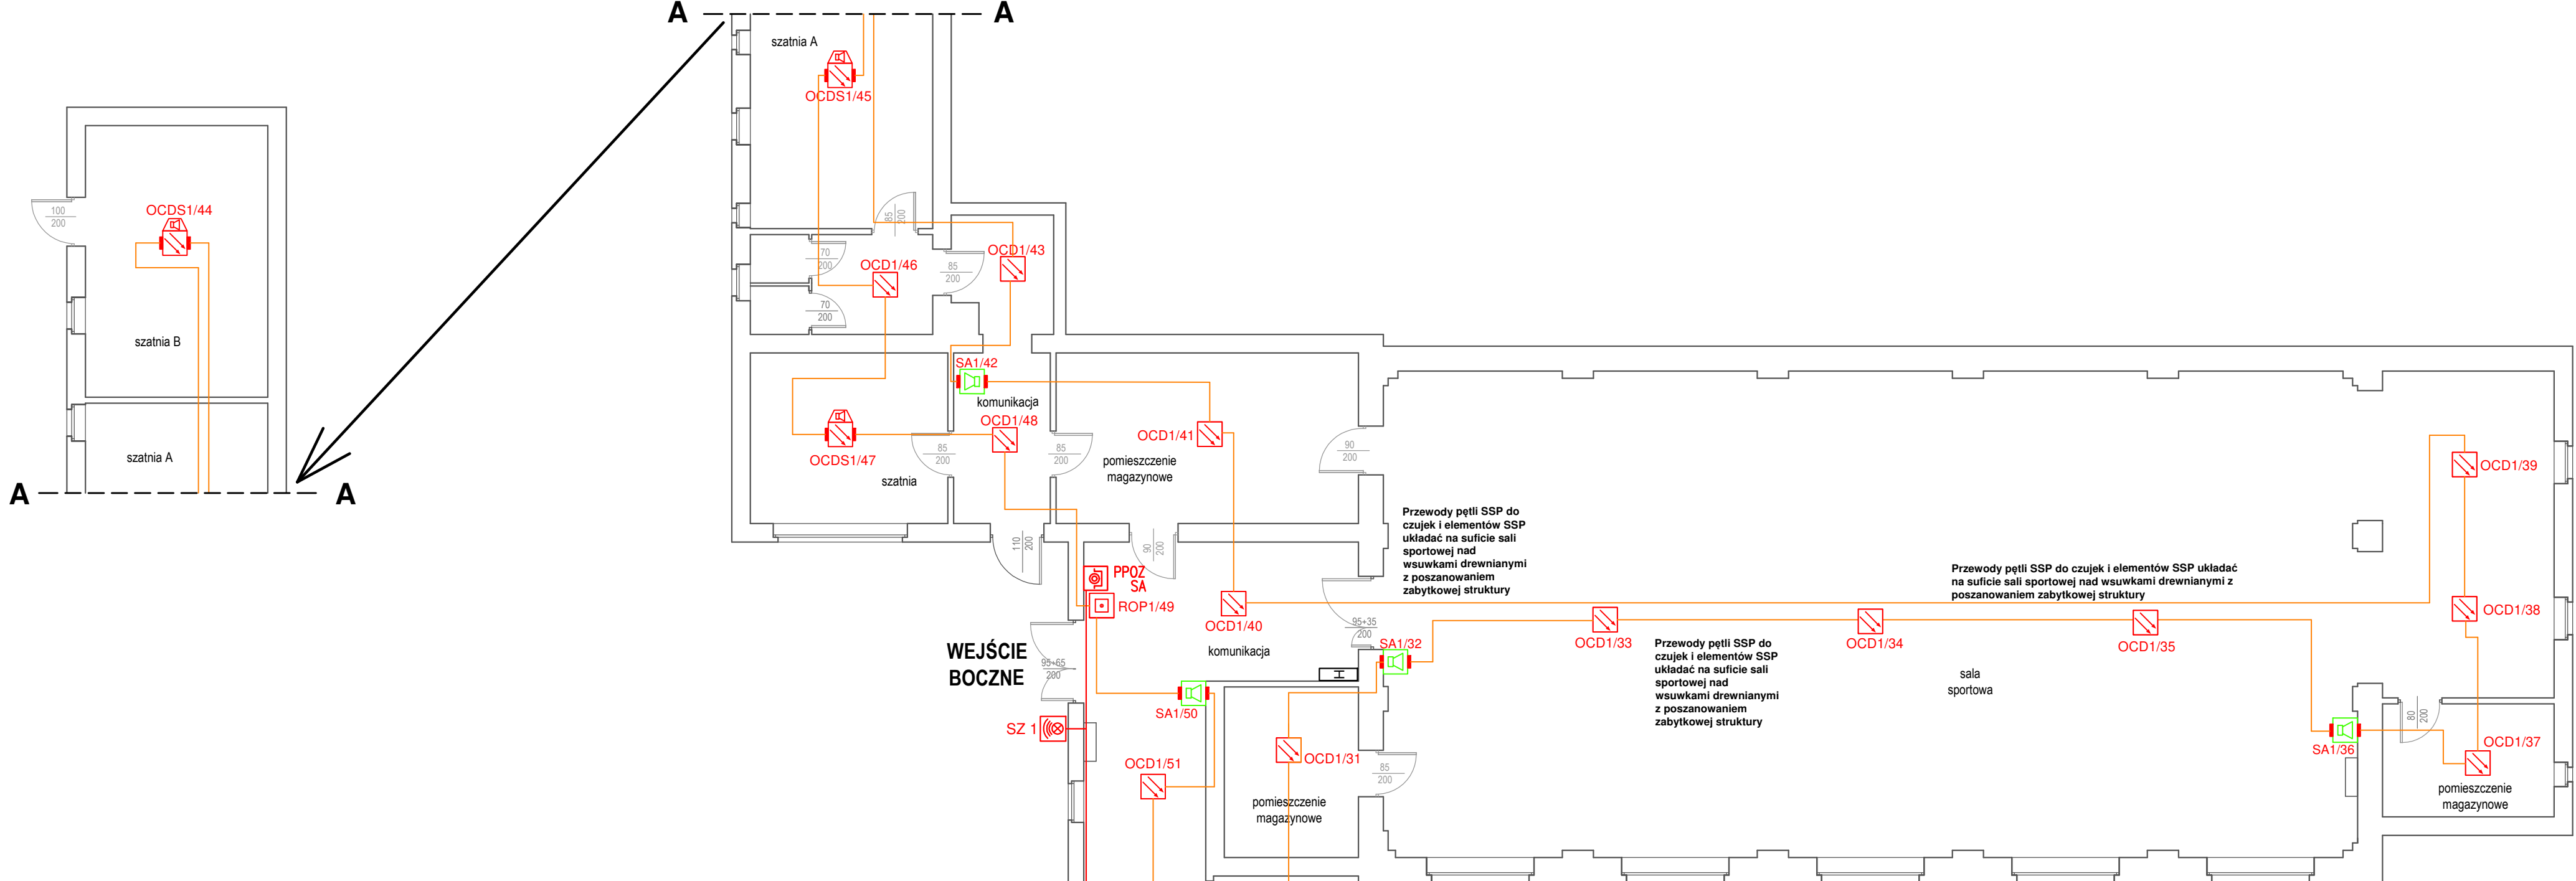 A
A
szatnia A
OCDS1/45
OCDS1/44
100
200
szatnia B
szatnia A
A
A
85
200
70
200
70
200
OCD1/46
85
200
OCD1/43
SA1/42
komunikacja
OCD1/48
OCDS1/47
85
200
szatnia
85
200
OCD1/41
pomieszczenie
magazynowe
90
200
110
200
90
200
PPOZ
SA
ROP1/49
OCD1/40
komunikacja
WEJŚCIE
BOCZNE
95+65
200
SZ 1
SA1/50
OCD1/51
95+35
200
SA1/32
OCD1/31
85
200
pomieszczenie
magazynowe
Przewody pętli SSP do
czujek i elementów SSP
układać na suficie sali
sportowej nad
wsuwkami drewnianymi
z poszanowaniem
zabytkowej struktury
OCD1/33
Przewody pętli SSP do
czujek i elementów SSP
układać na suficie sali
sportowej nad
wsuwkami drewnianymi
z poszanowaniem
zabytkowej struktury
OCD1/34
sala
sportowa
Przewody pętli SSP do czujek i elementów SSP układać
na suficie sali sportowej nad wsuwkami drewnianymi z
poszanowaniem zabytkowej struktury
OCD1/35
OCD1/39
OCD1/38
80
200
SA1/36
OCD1/37
pomieszczenie
magazynowe